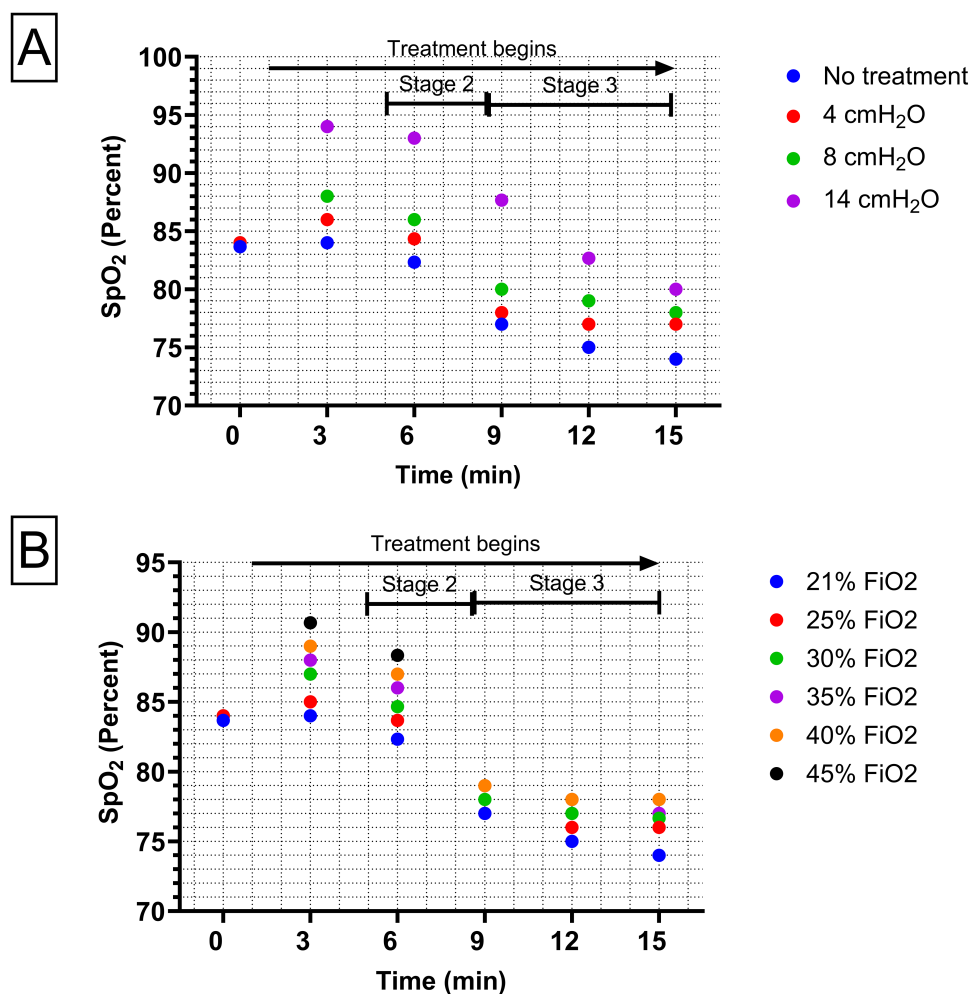 A
Treatment begins
Stage 2
Stage 3
100
95
90
85
80
75
70
SpO₂ (Percent)
0 3 6 9 12 15
Time (min)
No treatment
4 cmH₂O
8 cmH₂O
14 cmH₂O
B
Treatment begins
Stage 2
Stage 3
95
90
85
80
75
70
SpO₂ (Percent)
0 3 6 9 12 15
Time (min)
21% FiO2
25% FiO2
30% FiO2
35% FiO2
40% FiO2
45% FiO2